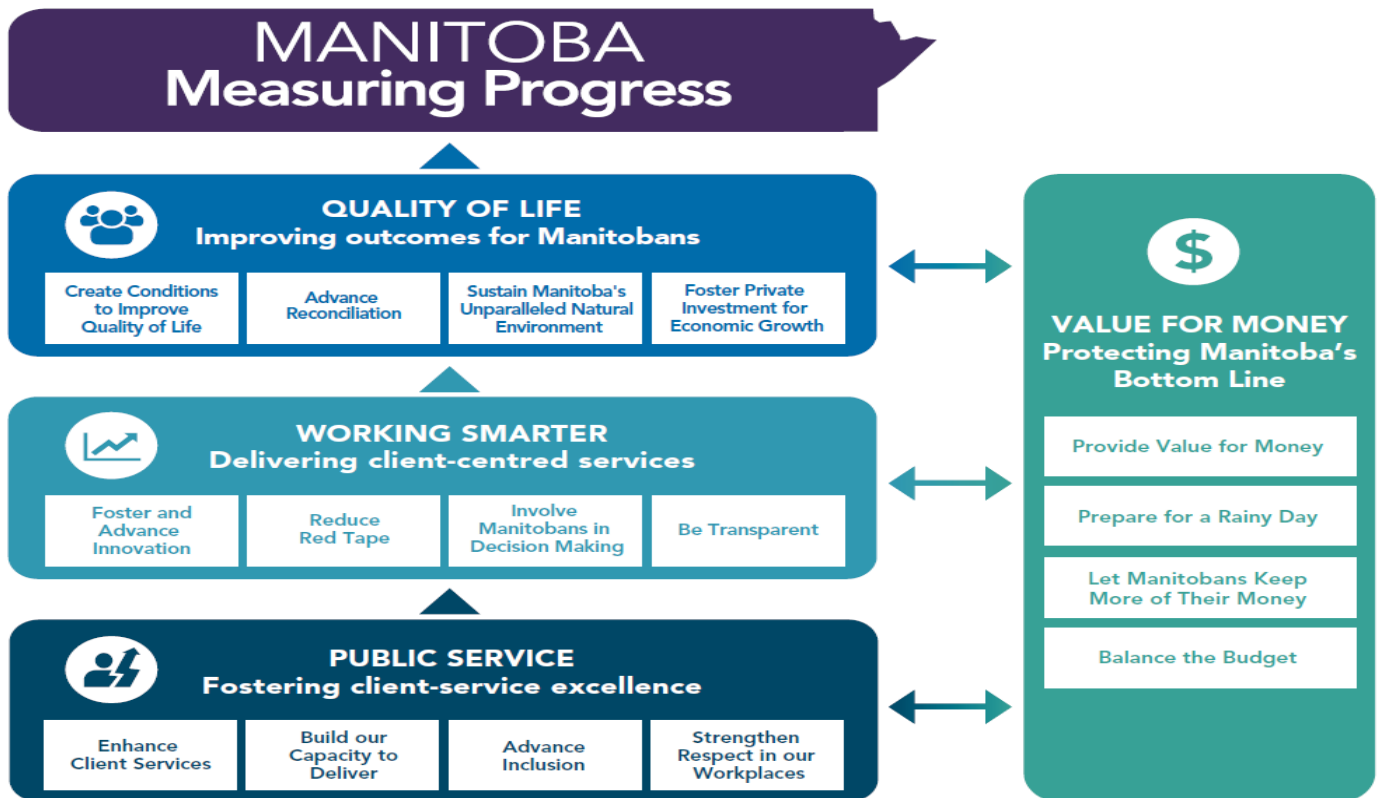 MANITOBA
Measuring Progress
QUALITY OF LIFE
Improving outcomes for Manitobans
Create Conditions
to Improve
Quality of Life
Advance
Reconciliation
Sustain Manitoba's
Unparalleled Natural
Environment
Foster Private
Investment for
Economic Growth
WORKING SMARTER
Delivering client-centred services
Foster and
Advance
Innovation
Reduce
Red Tape
Involve
Manitobans in
Decision Making
Be Transparent
PUBLIC SERVICE
Fostering client-service excellence
Enhance
Client Services
Build our
Capacity to
Deliver
Advance
Inclusion
Strengthen
Respect in our
Workplaces
$
VALUE FOR MONEY
Protecting Manitoba’s
Bottom Line
Provide Value for Money
Prepare for a Rainy Day
Let Manitobans Keep
More of Their Money
Balance the Budget